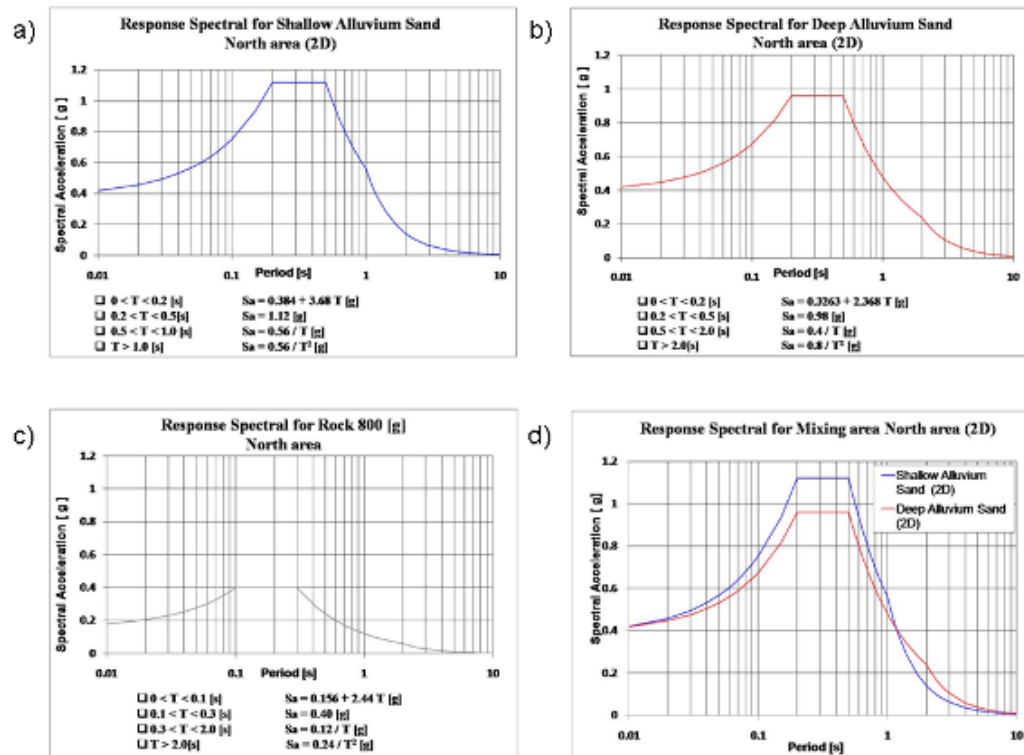 a)
Response Spectral for Shallow Alluvium Sand
North area (2D)
Spectral Acceleration [ g ]
1.2
1
0.8
0.6
0.4
0.2
0
0.01
0.1
1
10
Period [s]
❑ 0 < T < 0.2 [s] Sa = 0.384 + 3.68 T [g]
❑ 0.2 < T < 0.5[s] Sa = 1.12 [g]
❑ 0.5 < T < 1.0 [s] Sa = 0.56 / T [g]
❑ T > 1.0 [s] Sa = 0.56 / T² [g]
b)
Response Spectral for Deep Alluvium Sand
North area (2D)
Spectral Acceleration [ g ]
1.2
1
0.8
0.6
0.4
0.2
0
0.01
0.1
1
10
Period [s]
❑ 0 < T < 0.2 [s] Sa = 0.3263 + 2.368 T [g]
❑ 0.2 < T < 0.5[s] Sa = 0.98 [g]
❑ 0.5 < T < 2.0 [s] Sa = 0.4 / T [g]
❑ T > 2.0[s] Sa = 0.8 / T² [g]
c)
Response Spectral for Rock 800 [g]
North area
Spectral Acceleration [ g ]
1.2
1
0.8
0.6
0.4
0.2
0
0.01
0.1
1
10
Period [s]
❑ 0 < T < 0.1 [s] Sa = 0.156 + 2.44 T [g]
❑ 0.1 < T < 0.3 [s] Sa = 0.40 [g]
❑ 0.3 < T < 2.0 [s] Sa = 0.12 / T [g]
❑ T > 2.0[s] Sa = 0.24 / T² [g]
d)
Response Spectral for Mixing area North area (2D)
Spectral Acceleration [ g ]
1.2
1
0.8
0.6
0.4
0.2
0
0.01
0.1
1
10
Period [s]
Shallow Alluvium
Sand (2D)
Deep Alluvium Sand
(2D)